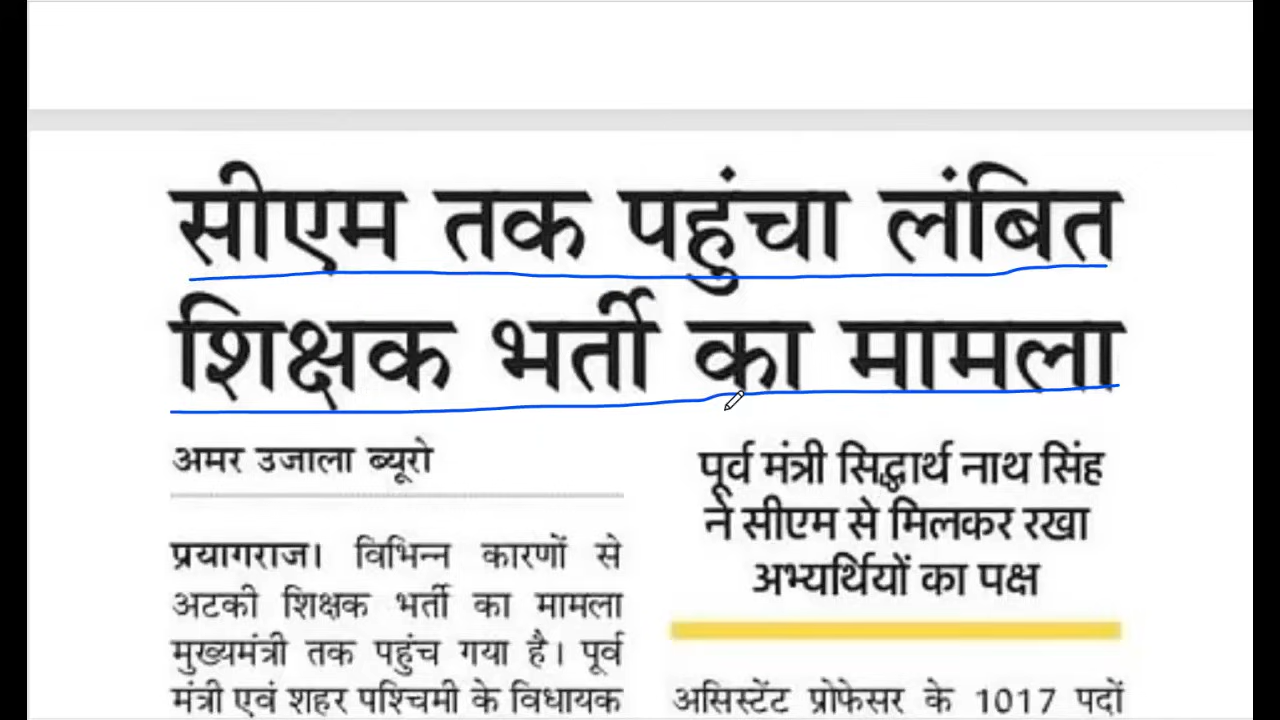 सीएम तक पहुंचा लंबित
शिक्षक भर्ती का मामला
अमर उजाला ब्यूरो
प्रयागराज। विभिन्न कारणों से
अटकी शिक्षक भर्ती का मामला
मुख्यमंत्री तक पहुंच गया है। पूर्व
मंत्री एवं शहर पश्चिमी के विधायक
पूर्व मंत्री सिद्धार्थ नाथ सिंह
ने सीएम से मिलकर रखा
अभ्यर्थियों का पक्ष
असिस्टेंट प्रोफेसर के 1017 पदों